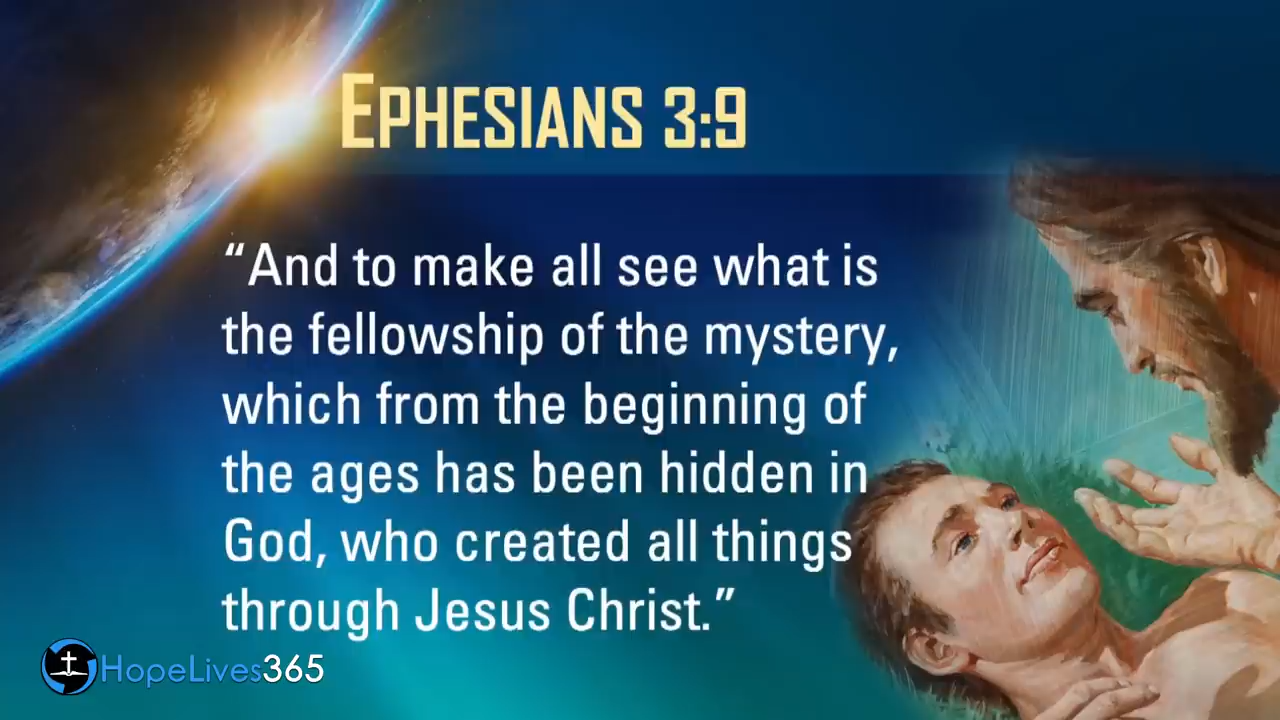 EPHESIANS 3:9
“And to make all see what is
the fellowship of the mystery,
which from the beginning of
the ages has been hidden in
God, who created all things
through Jesus Christ.”
HopeLives365